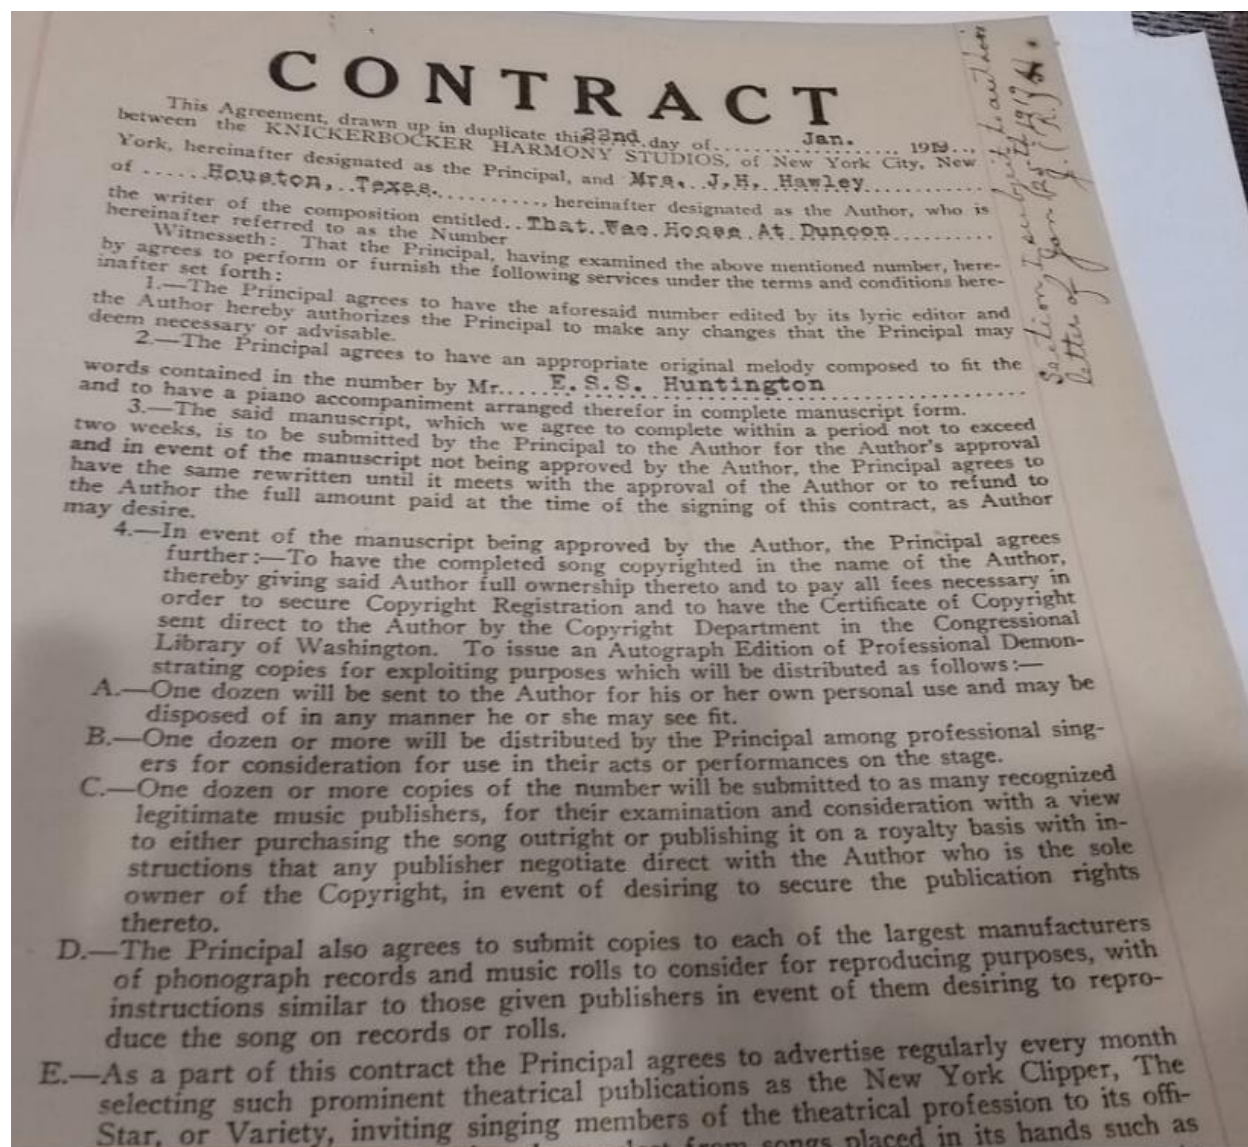 CONTRACT
This Agreement, drawn up in duplicate this 22nd day of.............Jan..............1919...
between the KNICKERBOCKER HARMONY STUDIOS, of New York City, New
York, hereinafter designated as the Principal, and Mrs. J.H. Hawley
of ......Houston, Texas............, hereinafter designated as the Author, who is
the writer of the composition entitled..That Wee Hoose At Dunoon
hereinafter referred to as the Number
Witnesseth: That the Principal, having examined the above mentioned number, here-
by agrees to perform or furnish the following services under the terms and conditions here-
inafter set forth:
1.—The Principal agrees to have the aforesaid number edited by its lyric editor and
the Author hereby authorizes the Principal to make any changes that the Principal may
deem necessary or advisable.
2.—The Principal agrees to have an appropriate original melody composed to fit the
words contained in the number by Mr.....E.S.S. Huntington
and to have a piano accompaniment arranged therefor in complete manuscript form.
3.—The said manuscript, which we agree to complete within a period not to exceed
two weeks, is to be submitted by the Principal to the Author for the Author's approval
and in event of the manuscript not being approved by the Author, the Principal agrees to
have the same rewritten until it meets with the approval of the Author or to refund to
the Author the full amount paid at the time of the signing of this contract, as Author
may desire.
4.—In event of the manuscript being approved by the Author, the Principal agrees
further:—To have the completed song copyrighted in the name of the Author,
thereby giving said Author full ownership thereto and to pay all fees necessary in
order to secure Copyright Registration and to have the Certificate of Copyright
sent direct to the Author by the Copyright Department in the Congressional
Library of Washington. To issue an Autograph Edition of Professional Demon-
strating copies for exploiting purposes which will be distributed as follows:—
A.—One dozen will be sent to the Author for his or her own personal use and may be
disposed of in any manner he or she may see fit.
B.—One dozen or more will be distributed by the Principal among professional sing-
ers for consideration for use in their acts or performances on the stage.
C.—One dozen or more copies of the number will be submitted to as many recognized
legitimate music publishers, for their examination and consideration with a view
to either purchasing the song outright or publishing it on a royalty basis with in-
structions that any publisher negotiate direct with the Author who is the sole
owner of the Copyright, in event of desiring to secure the publication rights
thereto.
D.—The Principal also agrees to submit copies to each of the largest manufacturers
of phonograph records and music rolls to consider for reproducing purposes, with
instructions similar to those given publishers in event of them desiring to repro-
duce the song on records or rolls.
E.—As a part of this contract the Principal agrees to advertise regularly every month
selecting such prominent theatrical publications as the New York Clipper, The
Star, or Variety, inviting singing members of the theatrical profession to its offi-
songs placed in its hands such as
Section 1 subject to author's
letter of Jan